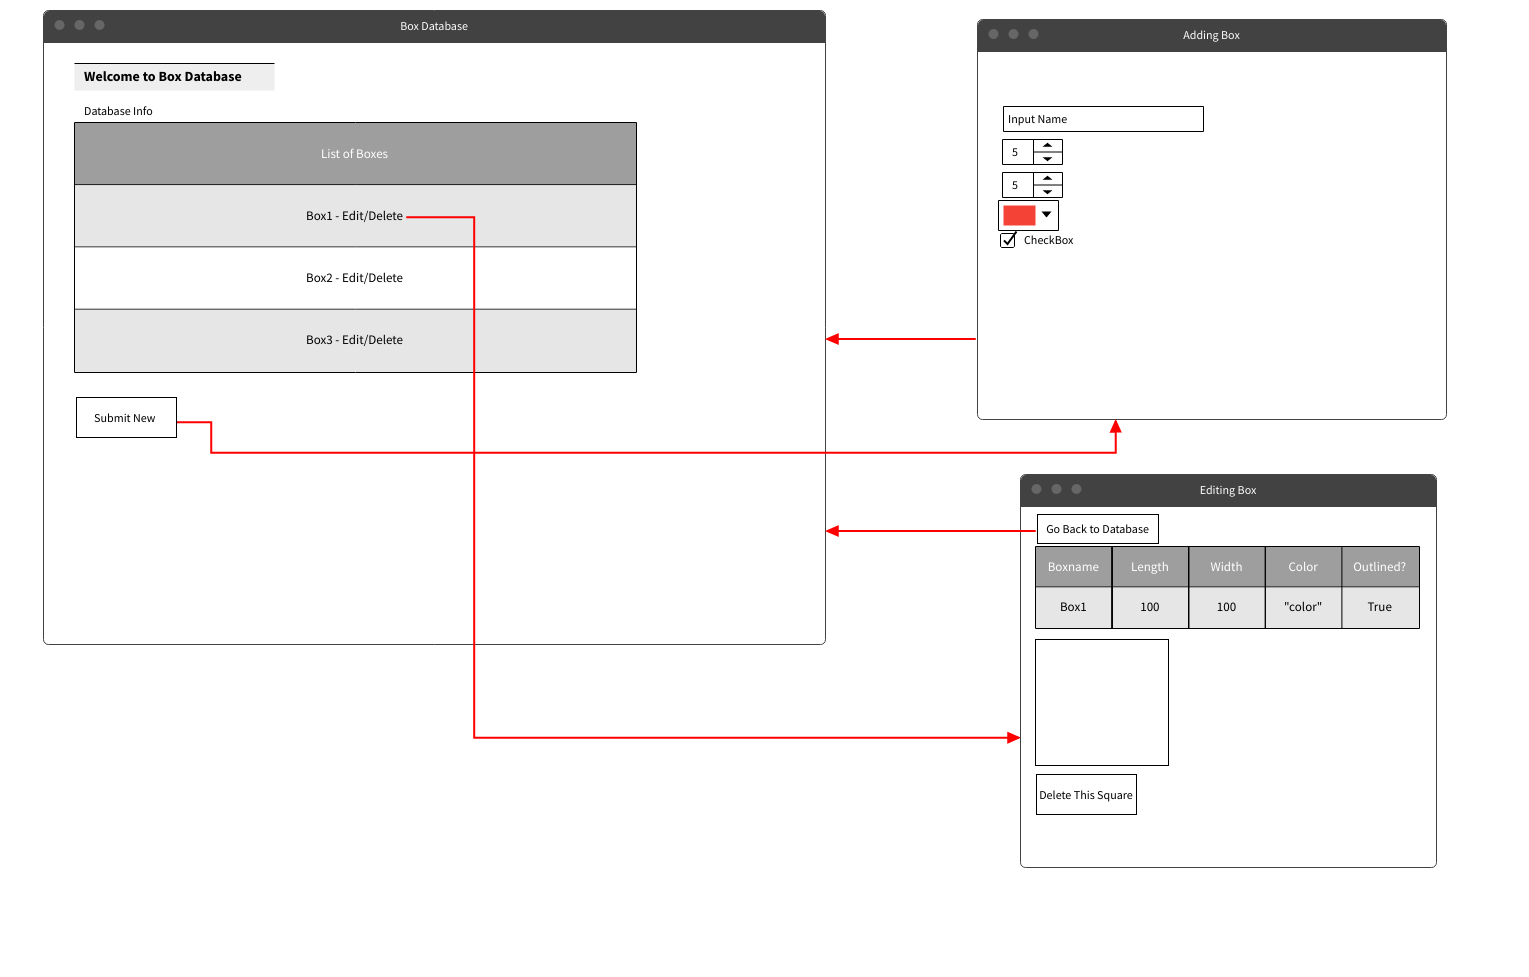 Box Database
Welcome to Box Database
Database Info
List of Boxes
Box1 - Edit/Delete
Box2 - Edit/Delete
Box3 - Edit/Delete
Submit New
Adding Box
Input Name
5
5
CheckBox
Editing Box
Go Back to Database
Boxname Length Width Color Outlined?
Box1 100 100 "color" True
Delete This Square